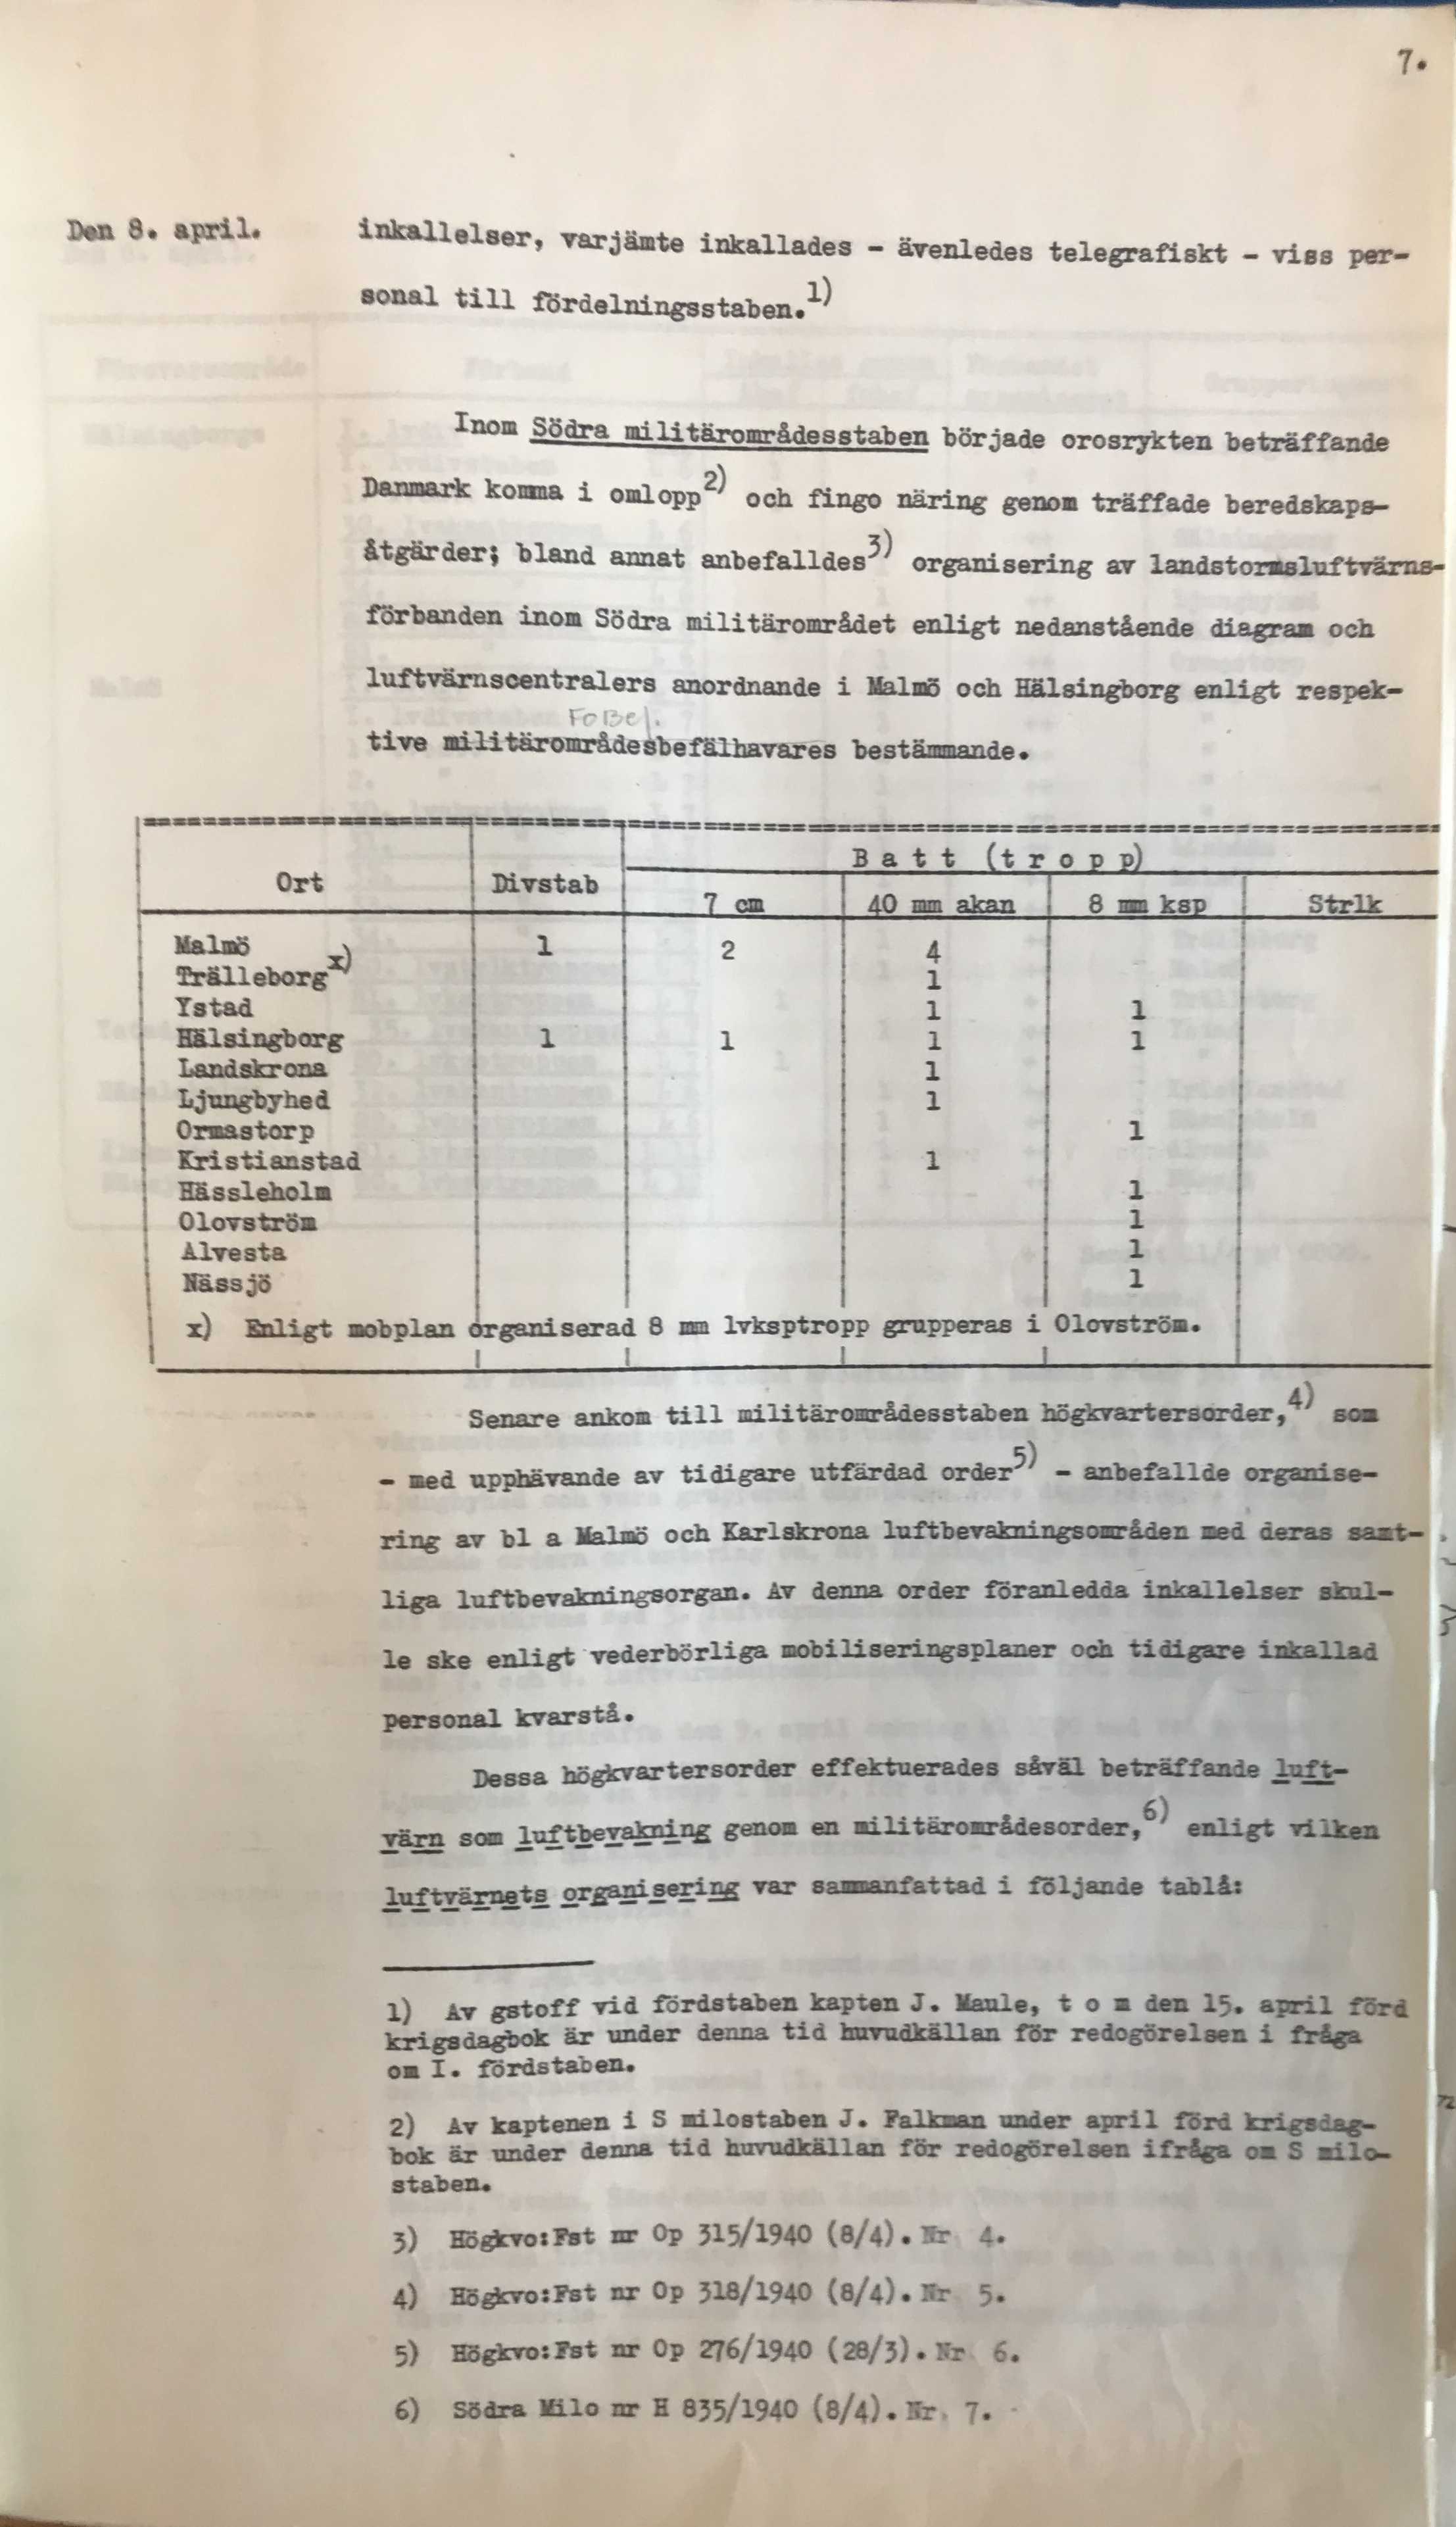 7.
Den 8. april. inkallelser, varjämte inkallades - ävenledes telegrafiskt - viss per-
sonal till fördelningsstaben.1)
Inom Södra militärområdesstaben började orosrykten beträffande
Danmark komma i omlopp2) och fingo näring genom träffade beredskaps-
åtgärder; bland annat anbefalldes3) organisering av landstormsluftvärns-
förbanden inom Södra militärområdet enligt nedanstående diagram och
luftvärnscentralers anordnande i Malmö och Hälsingborg enligt respek-
FoBef.
tive militärområdesbefälhavares bestämmande.
Batt (tropp)
Ort Divstab
7 cm 40 mm akan 8 mm ksp Strlk
Malmö 1 2 4
Trälleborg x) 1
Ystad 1 1
Hälsingborg 1 1 1 1
Landskrona 1
Ljungbyhed 1
Ormastorp 1
Kristianstad 1
Hässleholm 1
Olovström 1
Alvesta 1
Nässjö 1
x) Enligt mobplan organiserad 8 mm lvksptropp grupperas i Olovström.
Senare ankom till militärområdesstaben högkvartersorder,4) som
- med upphävande av tidigare utfärdad order5) - anbefallde organise-
ring av bl a Malmö och Karlskrona luftbevakningsområden med deras samt-
liga luftbevakningsorgan. Av denna order föranledda inkallelser skul-
le ske enligt vederbörliga mobiliseringsplaner och tidigare inkallad
personal kvarstå.
Dessa högkvartersorder effektuerades såväl beträffande luft-
värn som luftbevakning genom en militärområdesorder,6) enligt vilken
luftvärnets organisering var sammanfattad i följande tablå:
1) Av gstoff vid fördstaben kapten J. Maule, t o m den 15. april förd
krigsdagbok är under denna tid huvudkällan för redogörelsen i fråga
om I. fördstaben.
2) Av kaptenen i S milostaben J. Falkman under april förd krigsdag-
bok är under denna tid huvudkällan för redogörelsen ifråga om S milo-
staben.
3) Högkvo:Fst nr Op 315/1940 (8/4). Nr 4.
4) Högkvo:Fst nr Op 318/1940 (8/4). Nr 5.
5) Högkvo:Fst nr Op 276/1940 (28/3). Nr 6.
6) Södra Milo nr H 835/1940 (8/4). Nr. 7.
72